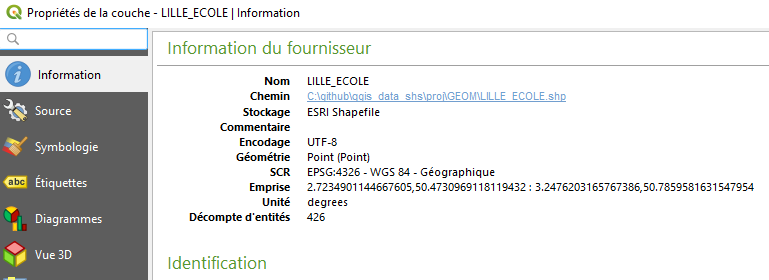 Propriétés de la couche - LILLE_ECOLE | Information
Information du fournisseur
Information
Source
Symbologie
abc Étiquettes
Diagrammes
Vue 3D
Nom LILLE_ECOLE
Chemin C:\github\qgis_data_shs\proj\GEOM\LILLE_ECOLE.shp
Stockage ESRI Shapefile
Commentaire
Encodage UTF-8
Géométrie Point (Point)
SCR EPSG:4326 - WGS 84 - Géographique
Emprise 2.7234901144667605,50.4730969118119432 : 3.2476203165767386,50.7859581631547954
Unité degrees
Décompte d'entités 426
Identification